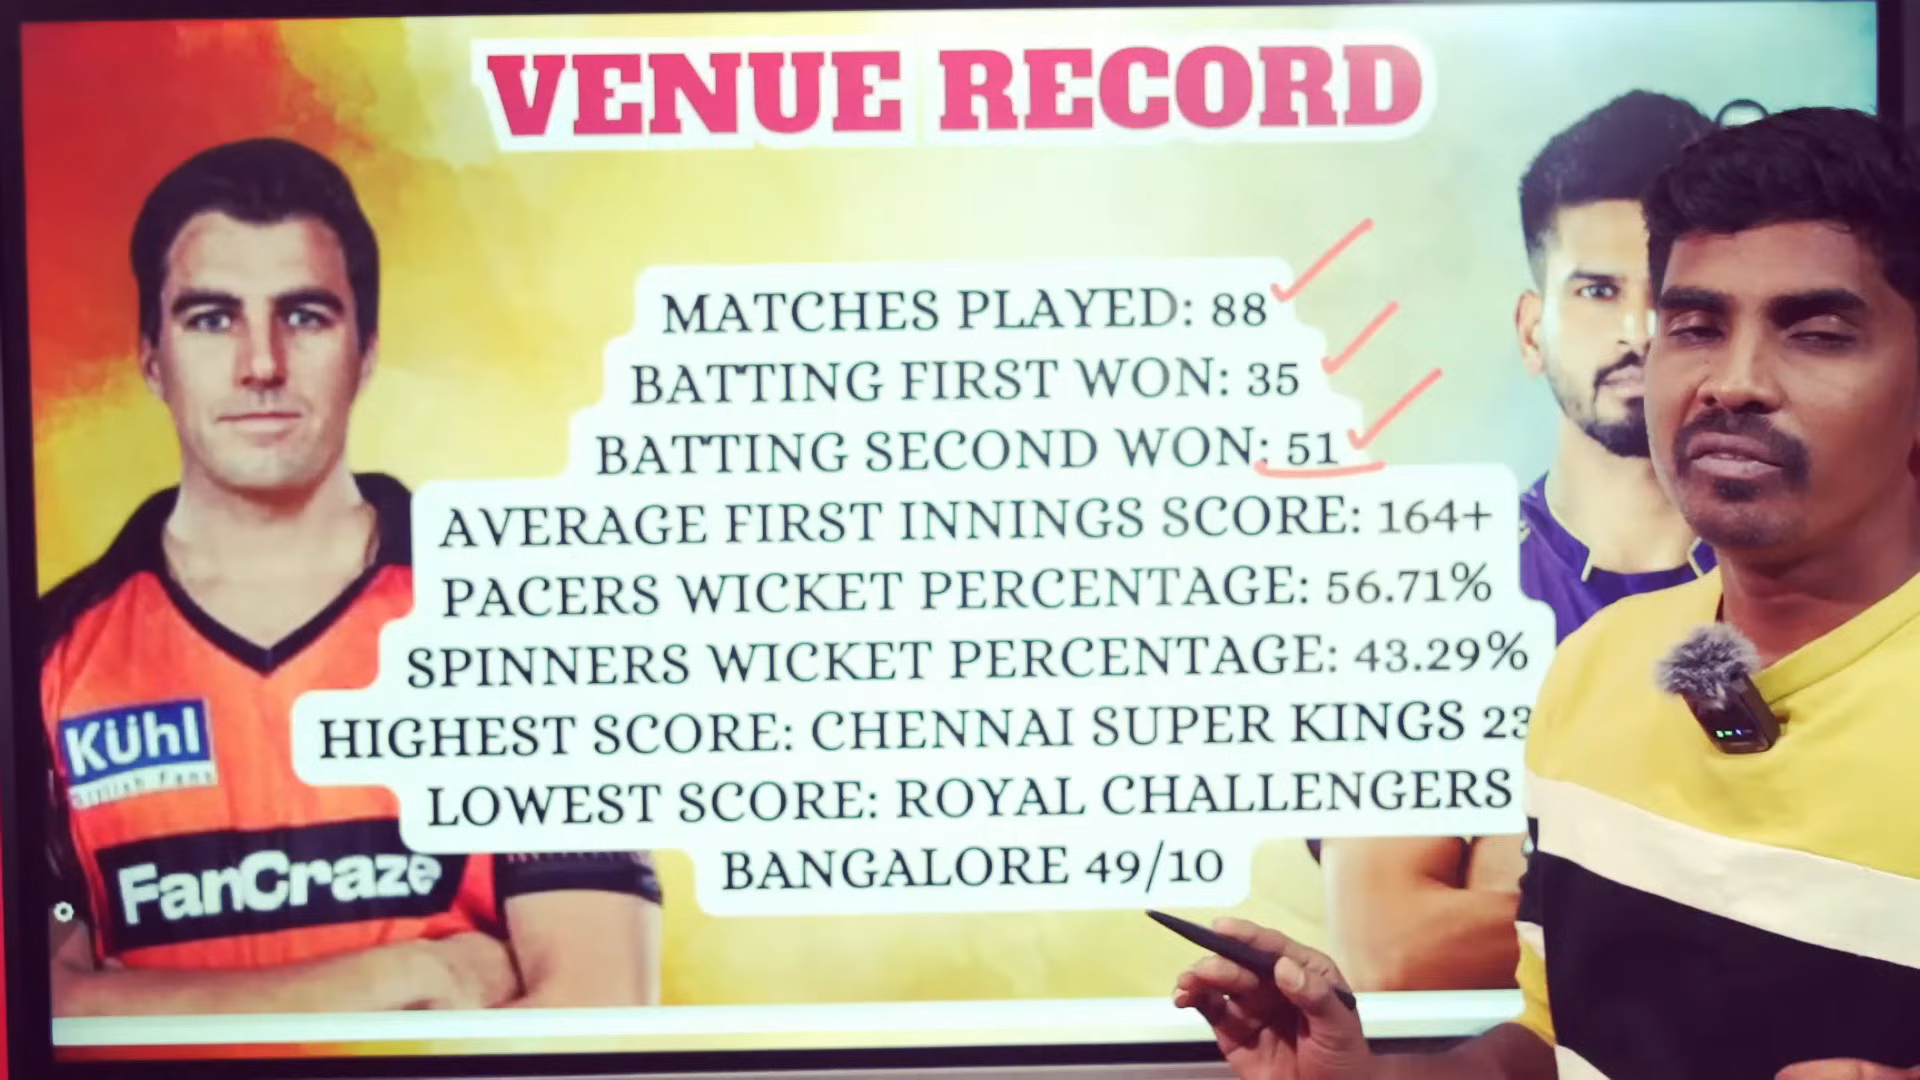 VENUE RECORD
MATCHES PLAYED: 88
BATTING FIRST WON: 35
BATTING SECOND WON: 51
AVERAGE FIRST INNINGS SCORE: 164+
PACERS WICKET PERCENTAGE: 56.71%
SPINNERS WICKET PERCENTAGE: 43.29%
HIGHEST SCORE: CHENNAI SUPER KINGS 23
LOWEST SCORE: ROYAL CHALLENGERS
BANGALORE 49/10
KÜhl
FanCraze